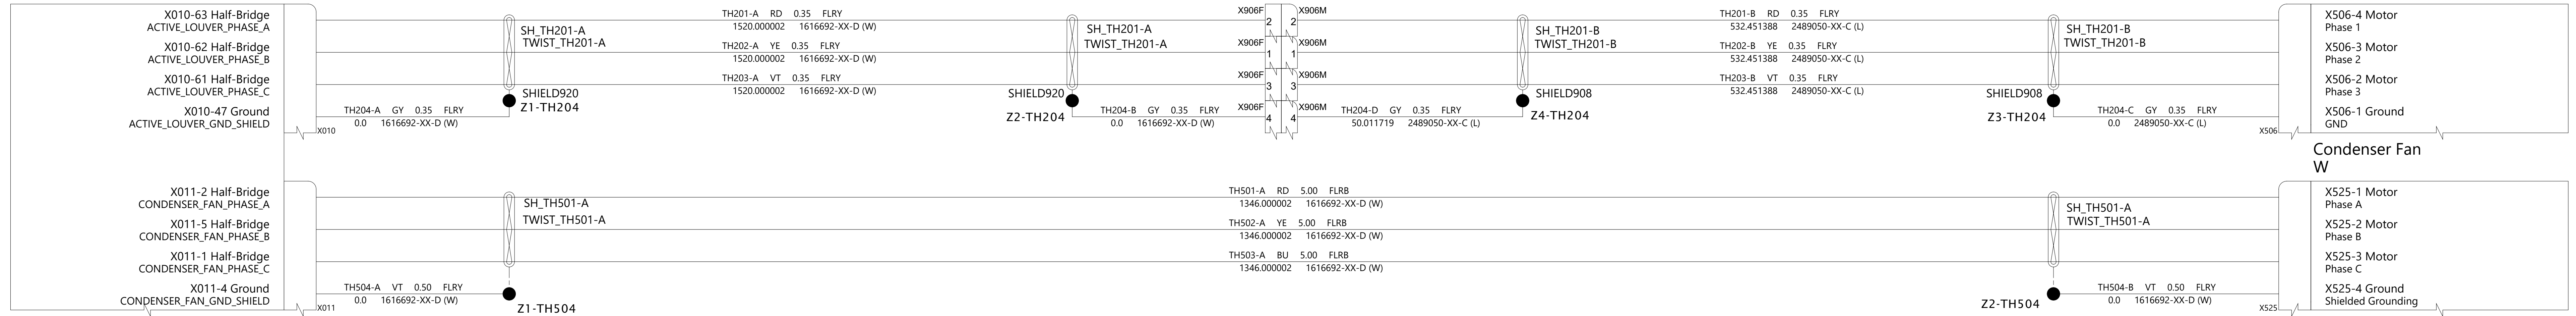 X010-63 Half-Bridge
ACTIVE_LOUVER_PHASE_A
X010-62 Half-Bridge
ACTIVE_LOUVER_PHASE_B
X010-61 Half-Bridge
ACTIVE_LOUVER_PHASE_C
X010-47 Ground
ACTIVE_LOUVER_GND_SHIELD
X010
TH204-A GY 0.35 FLRY
0.0 1616692-XX-D (W)
SH_TH201-A
TWIST_TH201-A
SHIELD920
Z1-TH204
TH201-A RD 0.35 FLRY
1520.000002 1616692-XX-D (W)
TH202-A YE 0.35 FLRY
1520.000002 1616692-XX-D (W)
TH203-A VT 0.35 FLRY
1520.000002 1616692-XX-D (W)
SH_TH201-A
TWIST_TH201-A
SHIELD920
Z2-TH204
TH204-B GY 0.35 FLRY
0.0 1616692-XX-D (W)
X906F 2 2 X906M
X906F 1 1 X906M
X906F 3 3 X906M
X906F 4 4 X906M
TH204-D GY 0.35 FLRY
50.011719 2489050-XX-C (L)
SH_TH201-B
TWIST_TH201-B
SHIELD908
Z4-TH204
TH201-B RD 0.35 FLRY
532.451388 2489050-XX-C (L)
TH202-B YE 0.35 FLRY
532.451388 2489050-XX-C (L)
TH203-B VT 0.35 FLRY
532.451388 2489050-XX-C (L)
SH_TH201-B
TWIST_TH201-B
SHIELD908
Z3-TH204
TH204-C GY 0.35 FLRY
0.0 2489050-XX-C (L)
X506
X506-4 Motor
Phase 1
X506-3 Motor
Phase 2
X506-2 Motor
Phase 3
X506-1 Ground
GND
Condenser Fan
W
X011-2 Half-Bridge
CONDENSER_FAN_PHASE_A
X011-5 Half-Bridge
CONDENSER_FAN_PHASE_B
X011-1 Half-Bridge
CONDENSER_FAN_PHASE_C
X011-4 Ground
CONDENSER_FAN_GND_SHIELD
X011
TH504-A VT 0.50 FLRY
0.0 1616692-XX-D (W)
SH_TH501-A
TWIST_TH501-A
Z1-TH504
TH501-A RD 5.00 FLRB
1346.000002 1616692-XX-D (W)
TH502-A YE 5.00 FLRB
1346.000002 1616692-XX-D (W)
TH503-A BU 5.00 FLRB
1346.000002 1616692-XX-D (W)
SH_TH501-A
TWIST_TH501-A
Z2-TH504
TH504-B VT 0.50 FLRY
0.0 1616692-XX-D (W)
X525
X525-1 Motor
Phase A
X525-2 Motor
Phase B
X525-3 Motor
Phase C
X525-4 Ground
Shielded Grounding